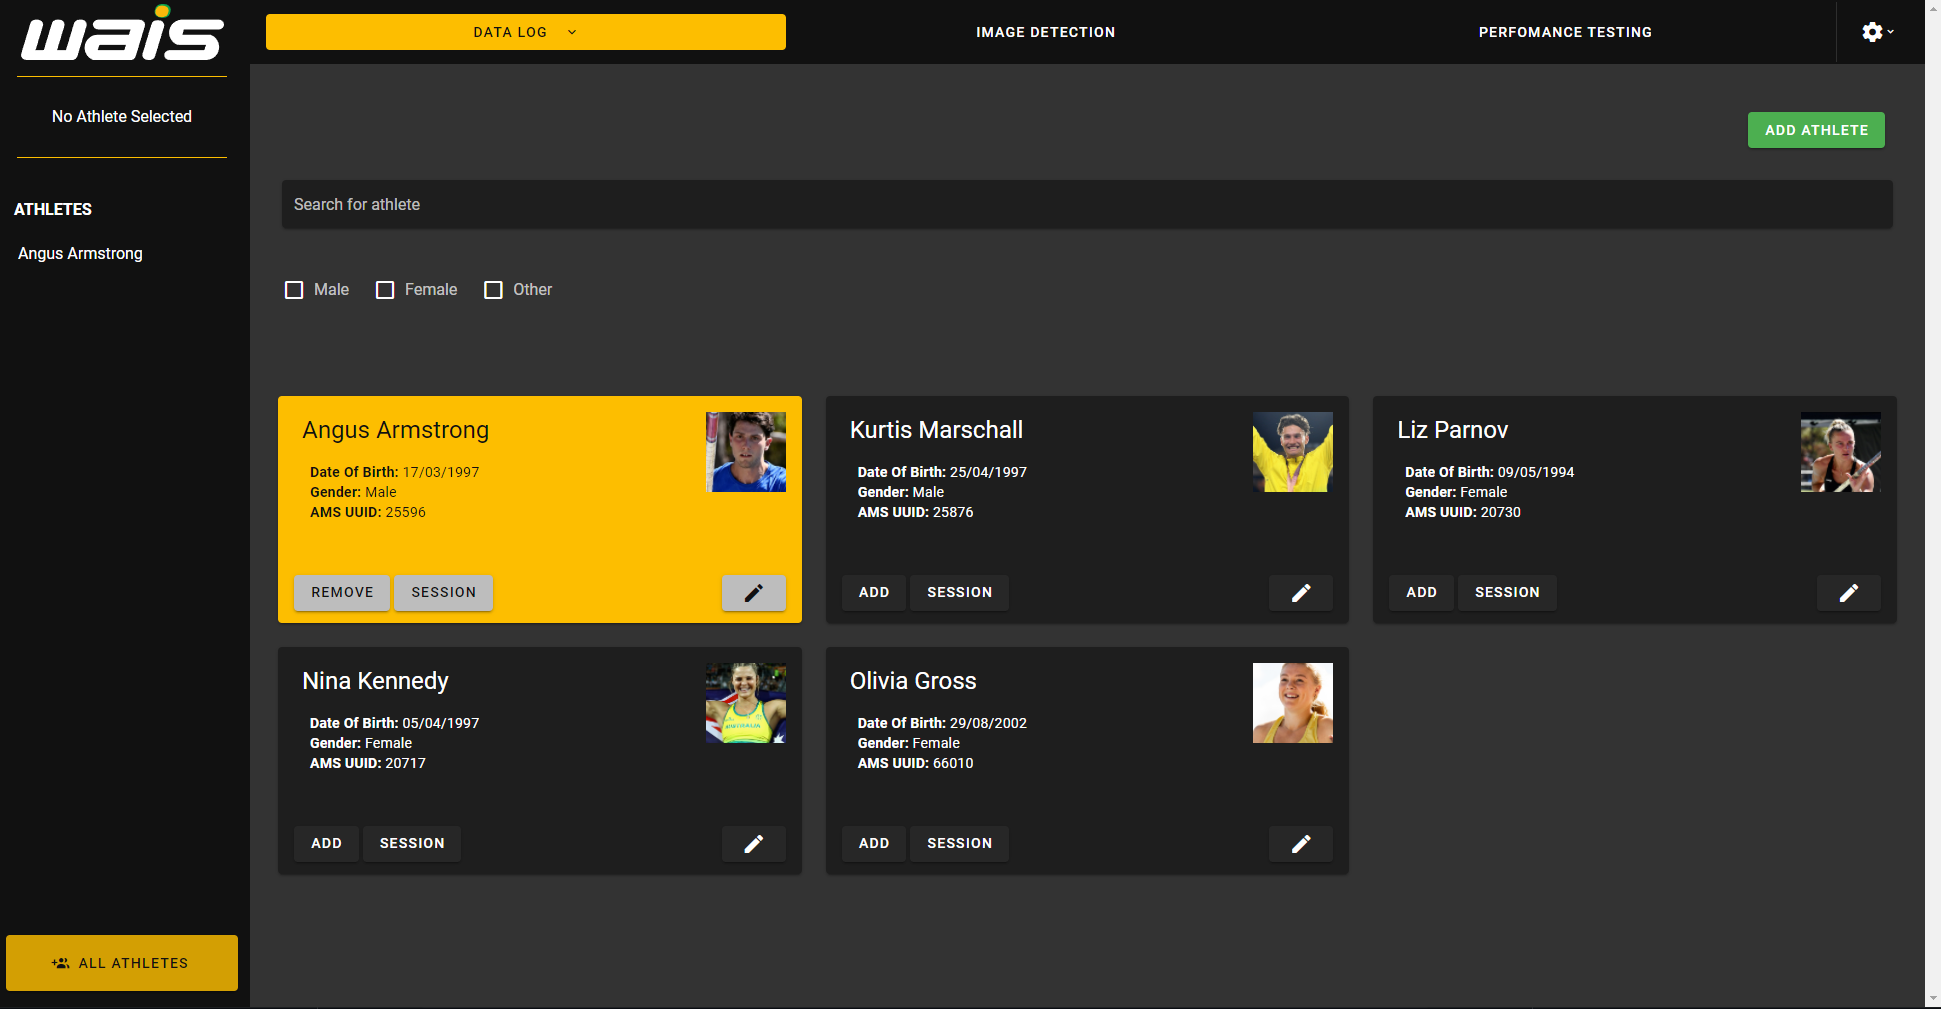 wais
DATA LOG
IMAGE DETECTION
PERFOMANCE TESTING
No Athlete Selected
ADD ATHLETE
ATHLETES
Angus Armstrong
Search for athlete
Male
Female
Other
Angus Armstrong
Date Of Birth: 17/03/1997
Gender: Male
AMS UUID: 25596
REMOVE
SESSION
Kurtis Marschall
Date Of Birth: 25/04/1997
Gender: Male
AMS UUID: 25876
ADD
SESSION
Liz Parnov
Date Of Birth: 09/05/1994
Gender: Female
AMS UUID: 20730
ADD
SESSION
Nina Kennedy
Date Of Birth: 05/04/1997
Gender: Female
AMS UUID: 20717
AUSTRALIA
ADD
SESSION
Olivia Gross
Date Of Birth: 29/08/2002
Gender: Female
AMS UUID: 66010
ADD
SESSION
ALL ATHLETES